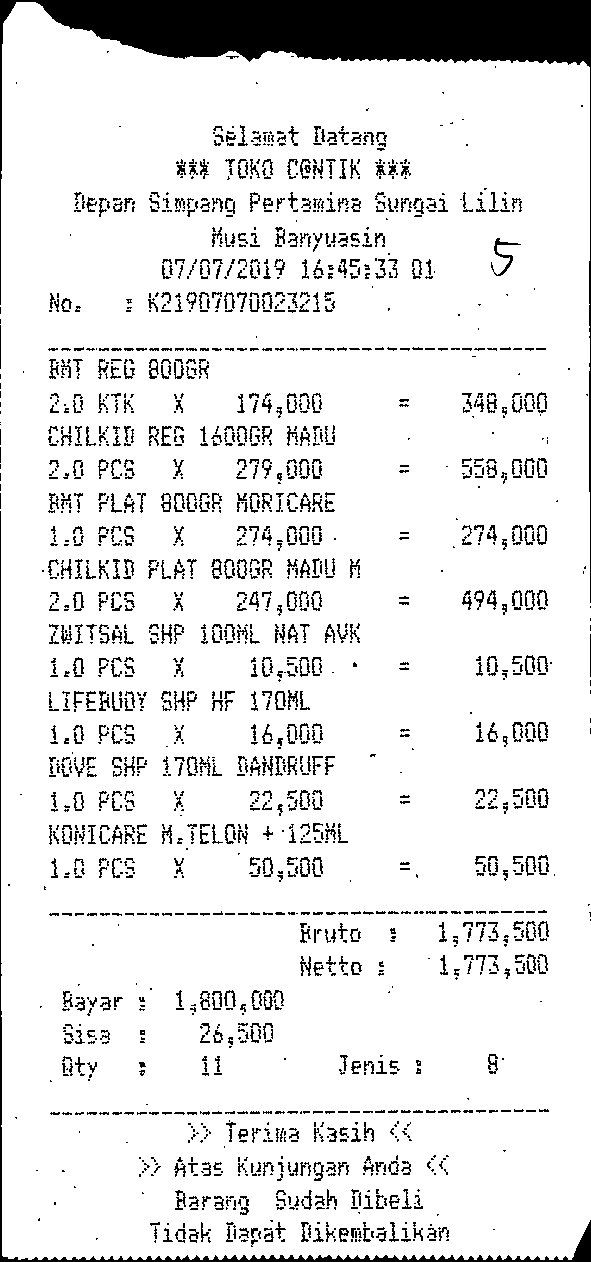 Selamat Datang
*** TOKO C@NTIK ***
Depan Simpang Pertamina Sungai Lilin
Musi Banyuasin
07/07/2019 16:45:33 01
5
No. : K21907070023215
BMT REG 800GR
2.0 KTK X 174,000 = 348,000
CHILKID REG 1600GR MADU
2.0 PCS X 279,000 = 558,000
BMT PLAT 800GR MORICARE
1.0 PCS X 274,000 = 274,000
CHILKID PLAT 800GR MADU M
2.0 PCS X 247,000 = 494,000
ZWITSAL SHP 100ML NAT AVK
1.0 PCS X 10,500 = 10,500
LIFEBUOY SHP HF 170ML
1.0 PCS X 16,000 = 16,000
DOVE SHP 170ML DANDRUFF
1.0 PCS X 22,500 = 22,500
KONICARE M.TELON + 125ML
1.0 PCS X 50,500 = 50,500
Bruto : 1,773,500
Netto : 1,773,500
Bayar : 1,800,000
Sisa : 26,500
Qty : 11 Jenis : 8
>> Terima Kasih <<
>> Atas Kunjungan Anda <<
Barang Sudah Dibeli
Tidak Dapat Dikembalikan